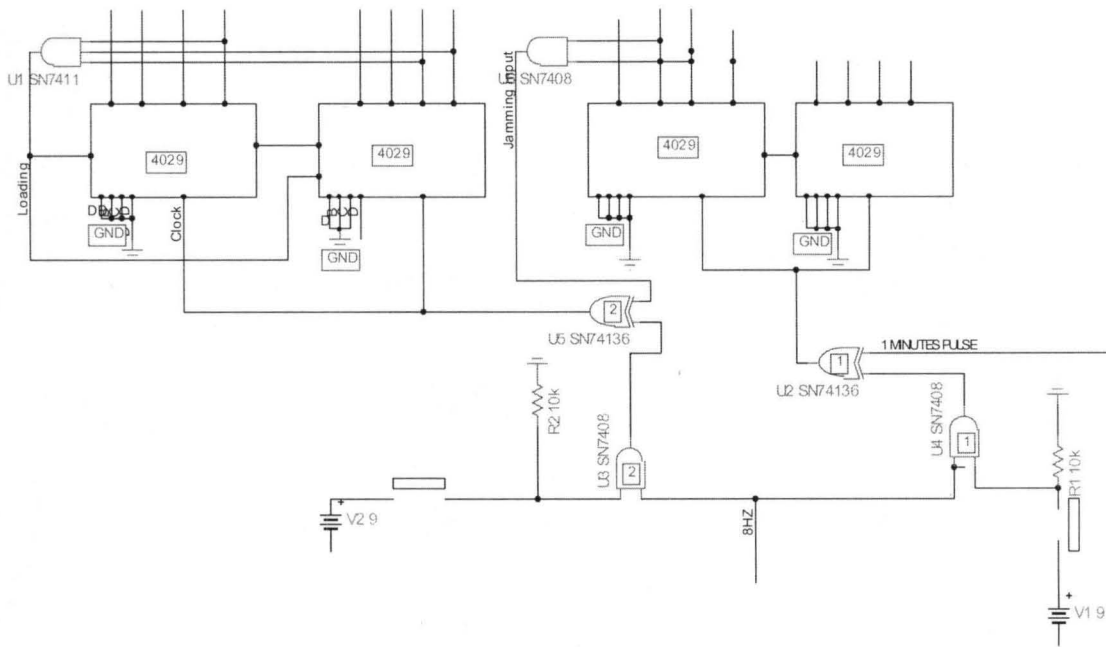 U1 SN7411
SN7408
4029
4029
4029
4029
Loading
Clock
Jamming Input
GND
GND
GND
GND
2
U5 SN74136
1 MINUTES PULSE
1
U2 SN74136
R2 10k
U3 SN7408
2
U4 SN7408
1
R1 10k
+
V2 9
8HZ
+
V1 9